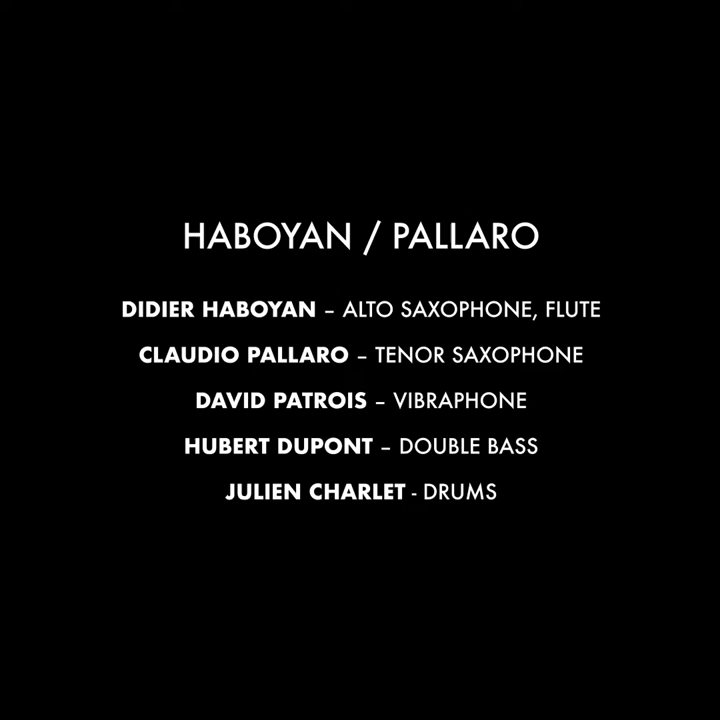 HABOYAN / PALLARO
DIDIER HABOYAN – ALTO SAXOPHONE, FLUTE
CLAUDIO PALLARO – TENOR SAXOPHONE
DAVID PATROIS – VIBRAPHONE
HUBERT DUPONT – DOUBLE BASS
JULIEN CHARLET - DRUMS